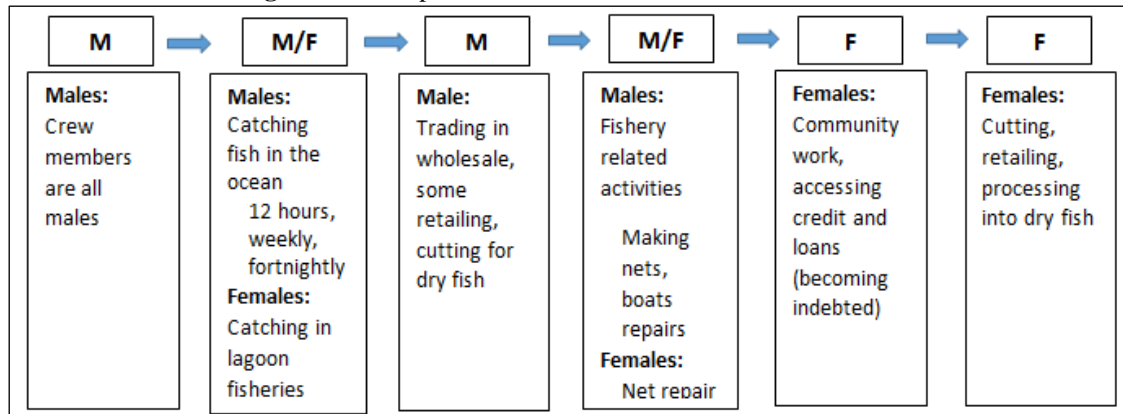 M
M/F
M
M/F
F
F
Males:
Crew
members
are all
males
Males:
Catching
fish in the
ocean
12 hours,
weekly,
fortnightly
Females:
Catching in
lagoon
fisheries
Male:
Trading in
wholesale,
some
retailing,
cutting for
dry fish
Males:
Fishery
related
activities
Making
nets,
boats
repairs
Females:
Net repair
Females:
Community
work,
accessing
credit and
loans
(becoming
indebted)
Females:
Cutting,
retailing,
processing
into dry fish